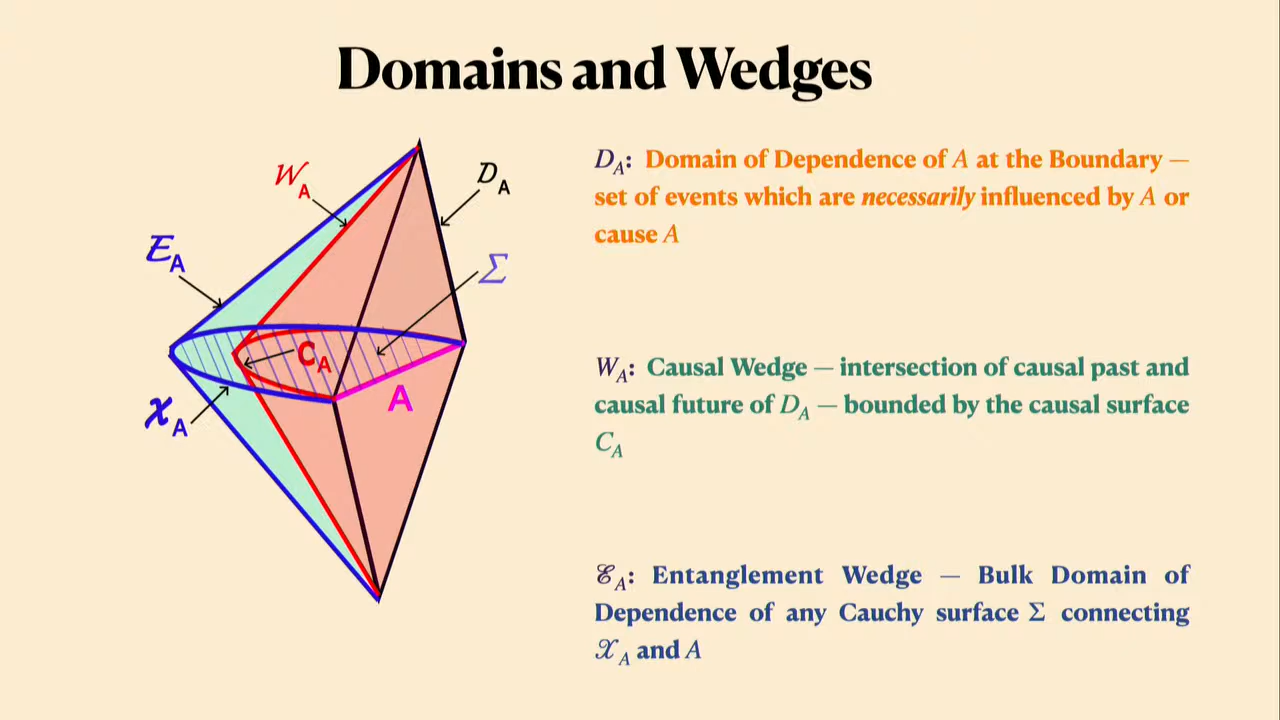 Domains and Wedges
𝒲_A
𝒟_A
ℰ_A
Σ
C_A
A
𝒳_A
D_A: Domain of Dependence of A at the Boundary —
set of events which are necessarily influenced by A or
cause A
W_A: Causal Wedge — intersection of causal past and
causal future of D_A — bounded by the causal surface
C_A
ℰ_A: Entanglement Wedge — Bulk Domain of
Dependence of any Cauchy surface Σ connecting
𝒳_A and A